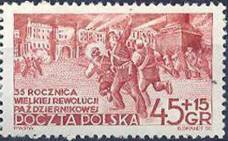 35 ROCZNICA
WIELKIEJ REWOLUCJI
PAŹDZIERNIKOWEJ
45+15
POCZTA POLSKA GR